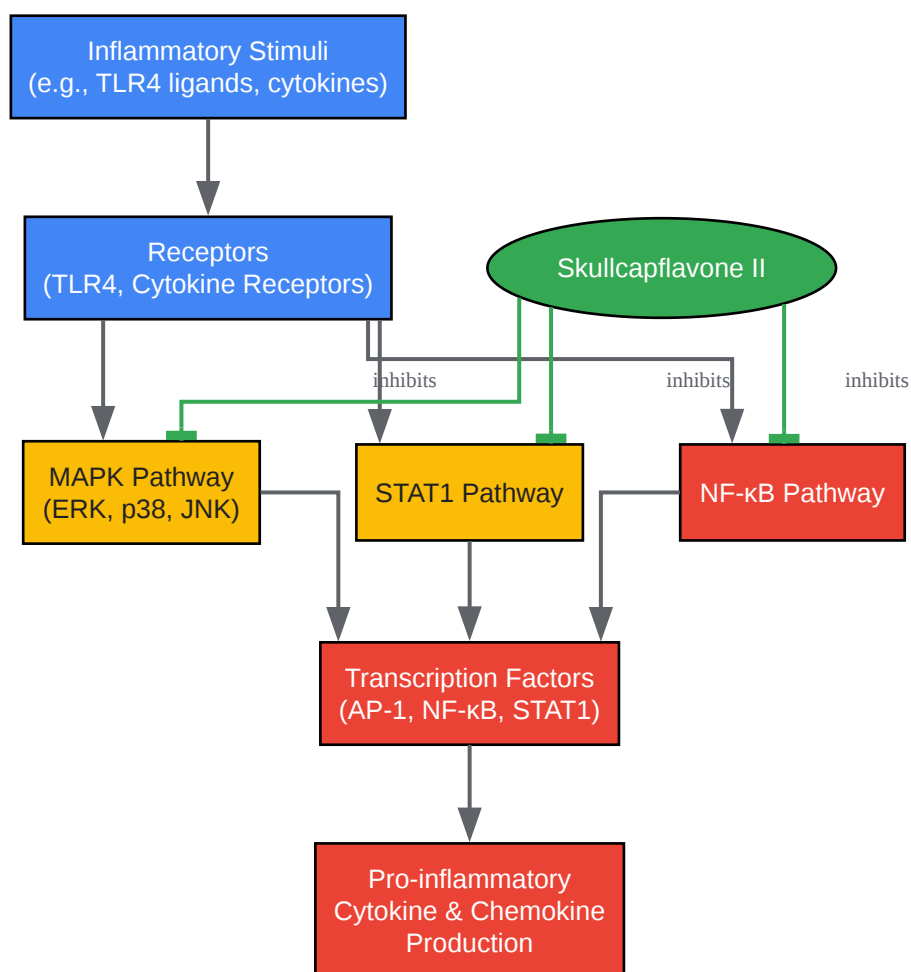 Inflammatory Stimuli
(e.g., TLR4 ligands, cytokines)
Receptors
(TLR4, Cytokine Receptors)
Skullcapflavone II
inhibits
inhibits
inhibits
MAPK Pathway
(ERK, p38, JNK)
STAT1 Pathway
NF-κB Pathway
Transcription Factors
(AP-1, NF-κB, STAT1)
Pro-inflammatory
Cytokine & Chemokine
Production